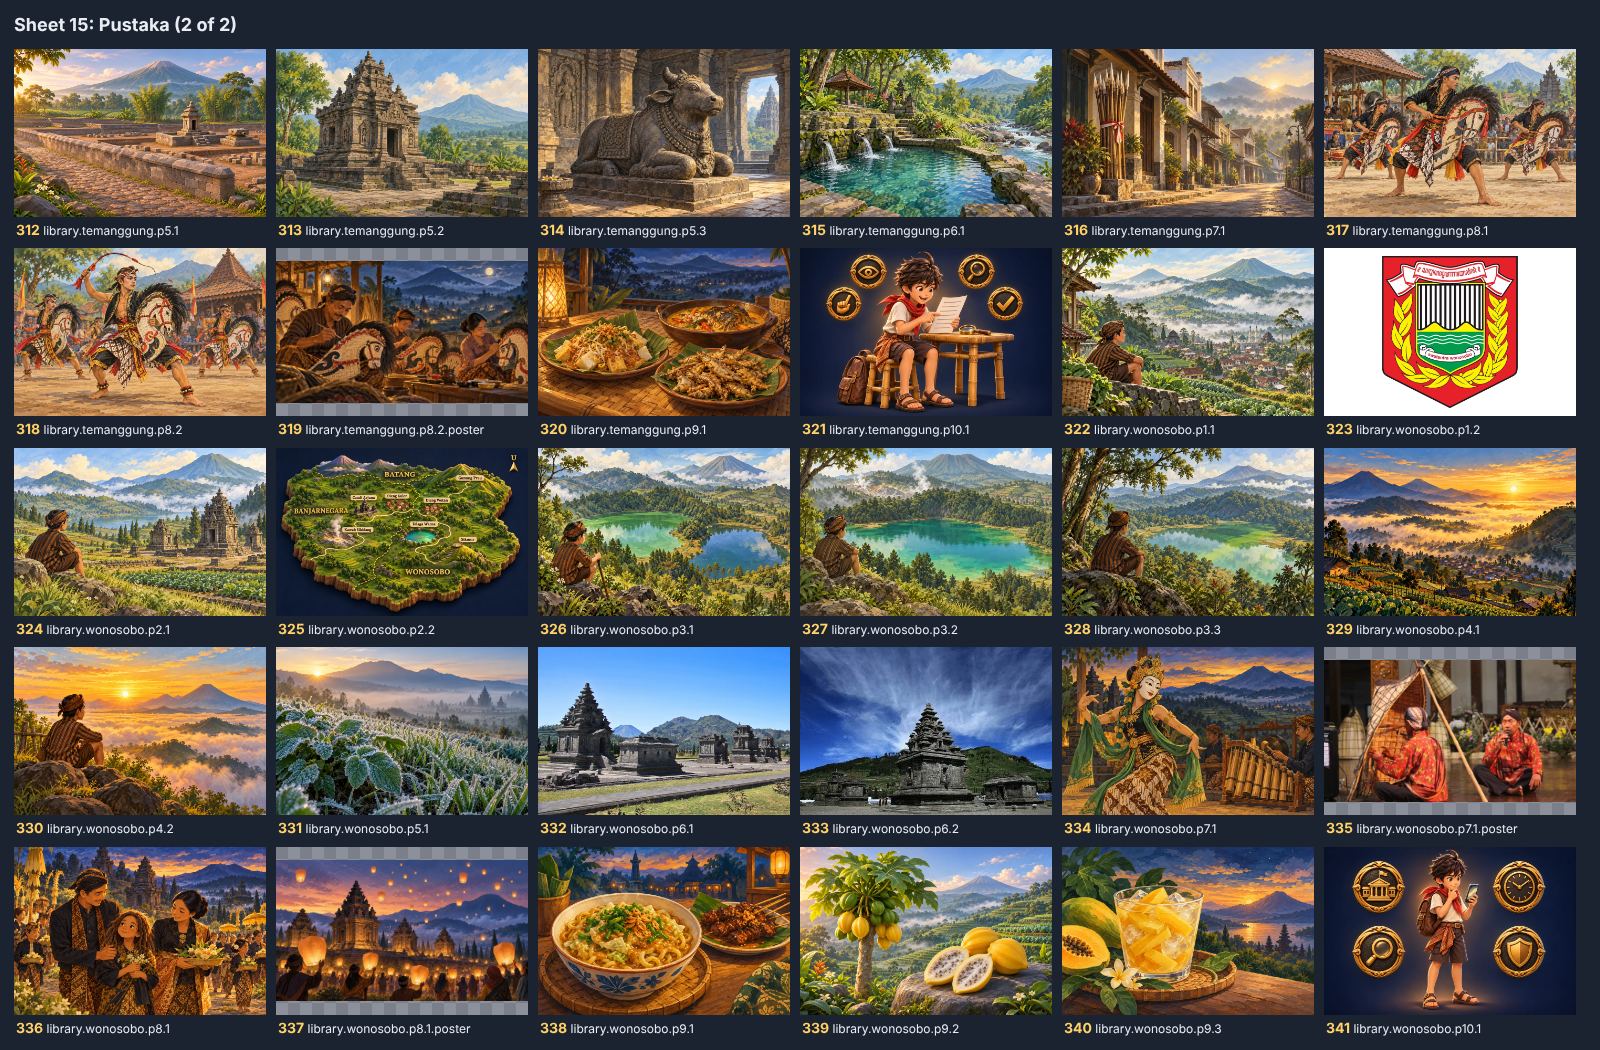 Sheet 15: Pustaka (2 of 2)
312 library.temanggung.p5.1
313 library.temanggung.p5.2
314 library.temanggung.p5.3
315 library.temanggung.p6.1
316 library.temanggung.p7.1
317 library.temanggung.p8.1
318 library.temanggung.p8.2
319 library.temanggung.p8.2.poster
320 library.temanggung.p9.1
321 library.temanggung.p10.1
322 library.wonosobo.p1.1
323 library.wonosobo.p1.2
U
BATANG
BANJARNEGARA
Telaga Warna
WONOSOBO
324 library.wonosobo.p2.1
325 library.wonosobo.p2.2
326 library.wonosobo.p3.1
327 library.wonosobo.p3.2
328 library.wonosobo.p3.3
329 library.wonosobo.p4.1
330 library.wonosobo.p4.2
331 library.wonosobo.p5.1
332 library.wonosobo.p6.1
333 library.wonosobo.p6.2
334 library.wonosobo.p7.1
335 library.wonosobo.p7.1.poster
336 library.wonosobo.p8.1
337 library.wonosobo.p8.1.poster
338 library.wonosobo.p9.1
339 library.wonosobo.p9.2
340 library.wonosobo.p9.3
341 library.wonosobo.p10.1